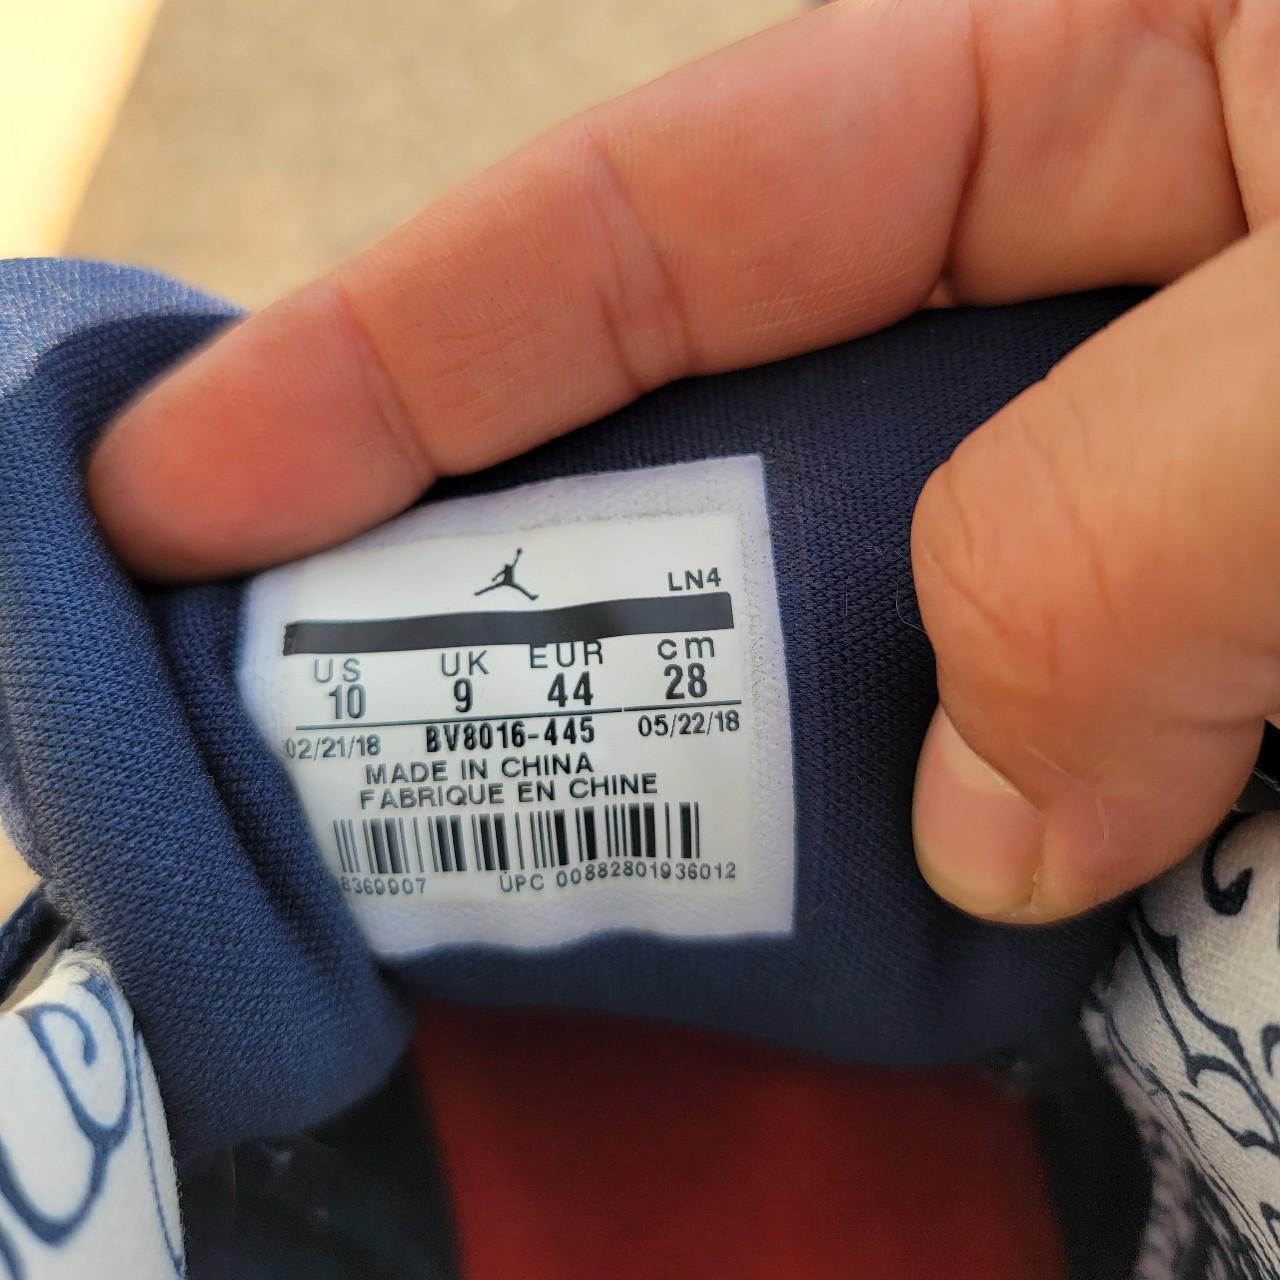 LN4
US UK EUR cm
10 9 44 28
02/21/18 BV8016-445 05/22/18
MADE IN CHINA
FABRIQUE EN CHINE
8369907 UPC 00882801936012